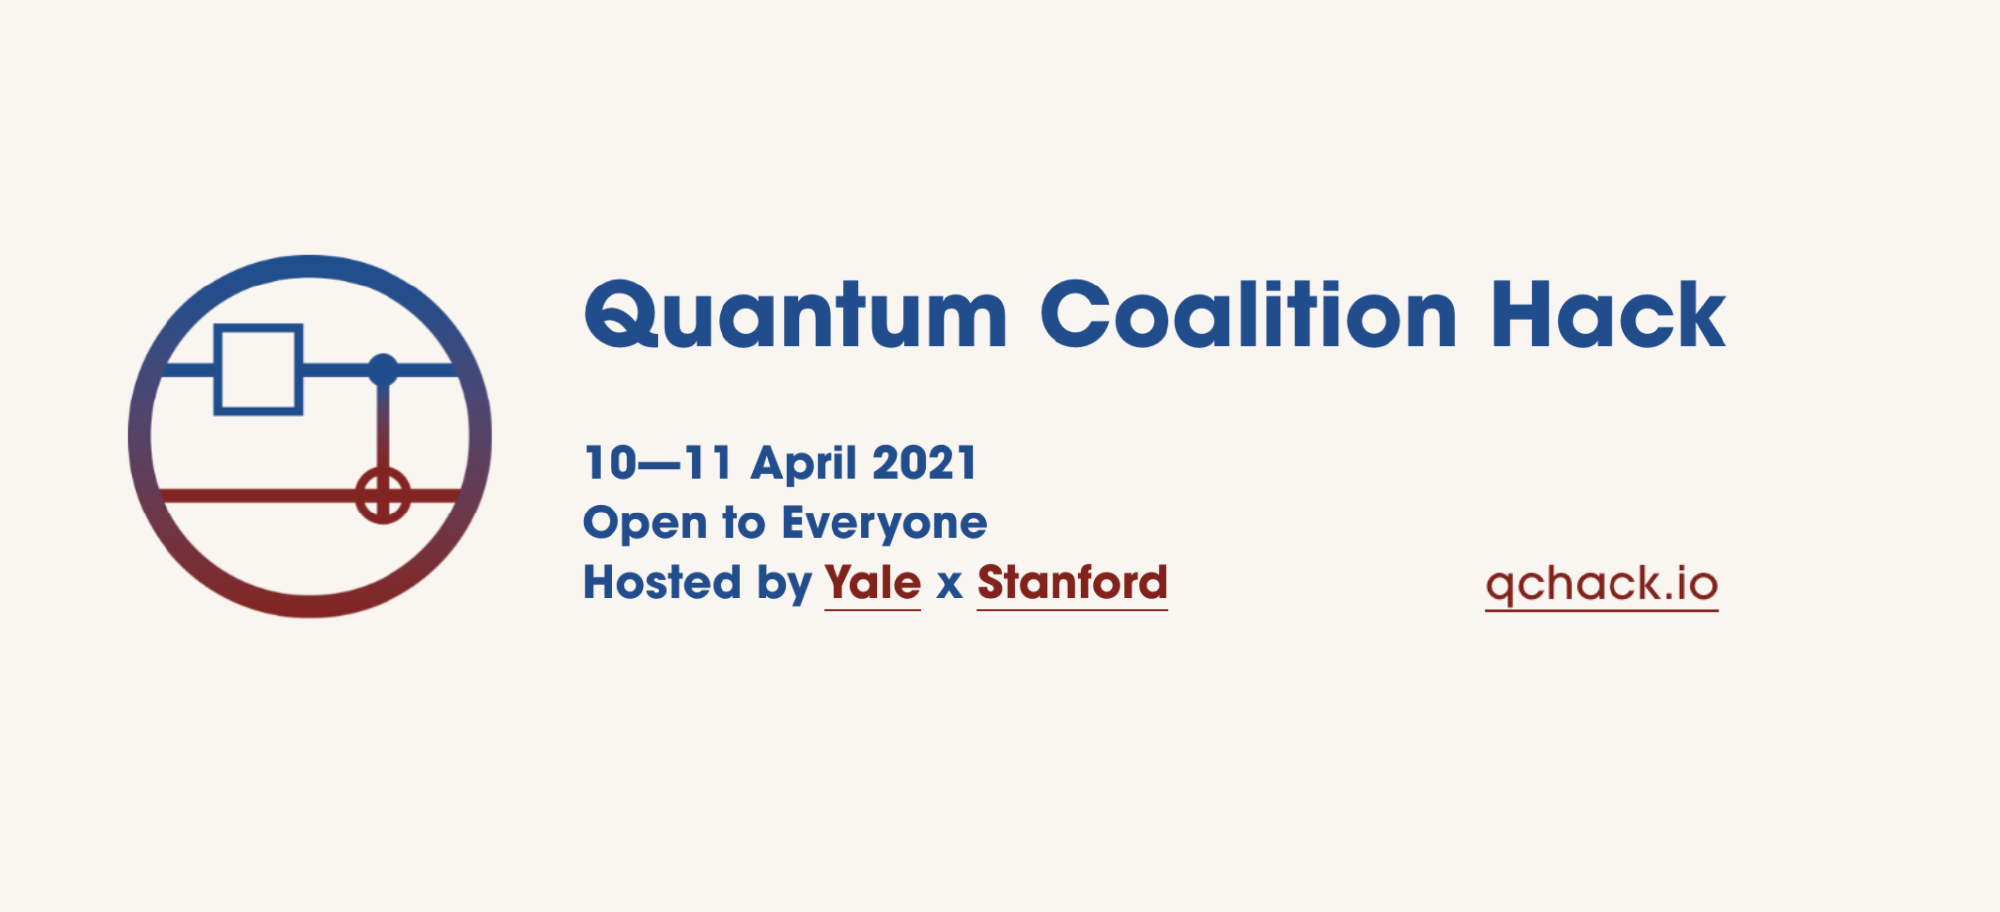 Quantum Coalition Hack
10—11 April 2021
Open to Everyone
Hosted by Yale x Stanford
qchack.io